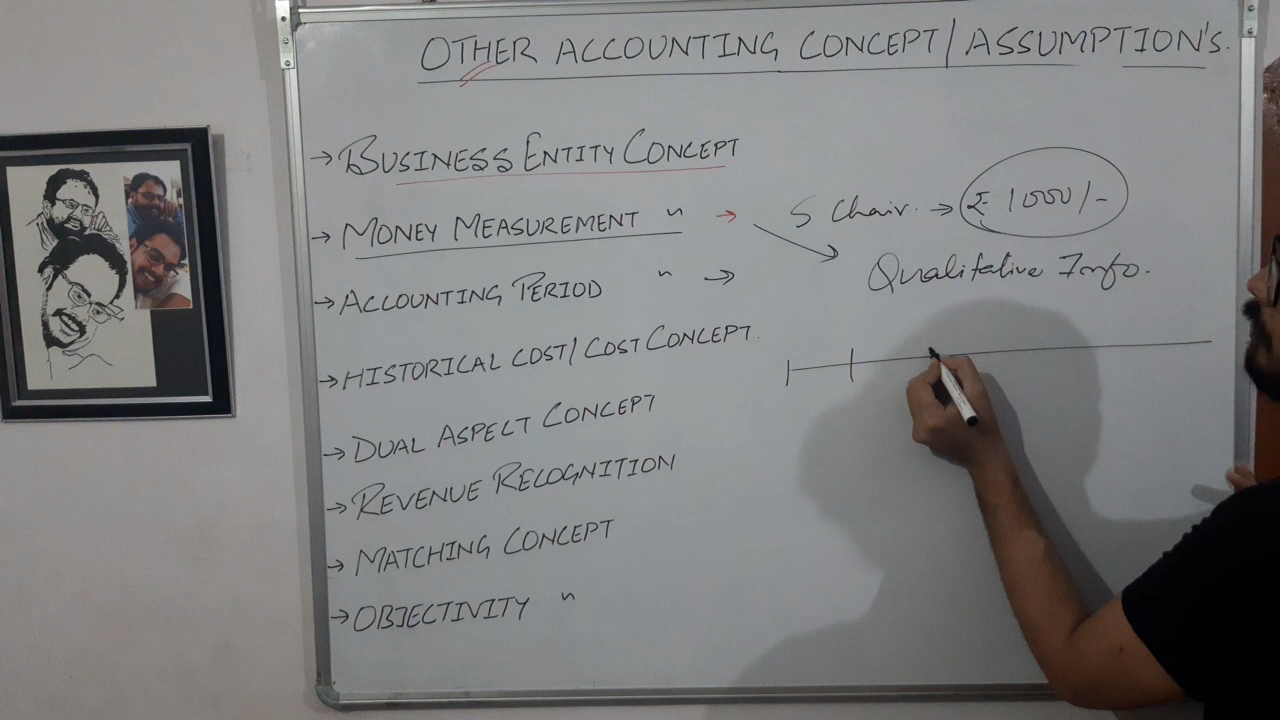 OTHER ACCOUNTING CONCEPT/ASSUMPTION'S.
→ BUSINESS ENTITY CONCEPT
→ MONEY MEASUREMENT " → 5 Chair. → ₹ 1000/-
Qualitative Info.
→ ACCOUNTING PERIOD " →
→ HISTORICAL COST/COST CONCEPT.
→ DUAL ASPECT CONCEPT
→ REVENUE RECOGNITION
→ MATCHING CONCEPT
→ OBJECTIVITY "